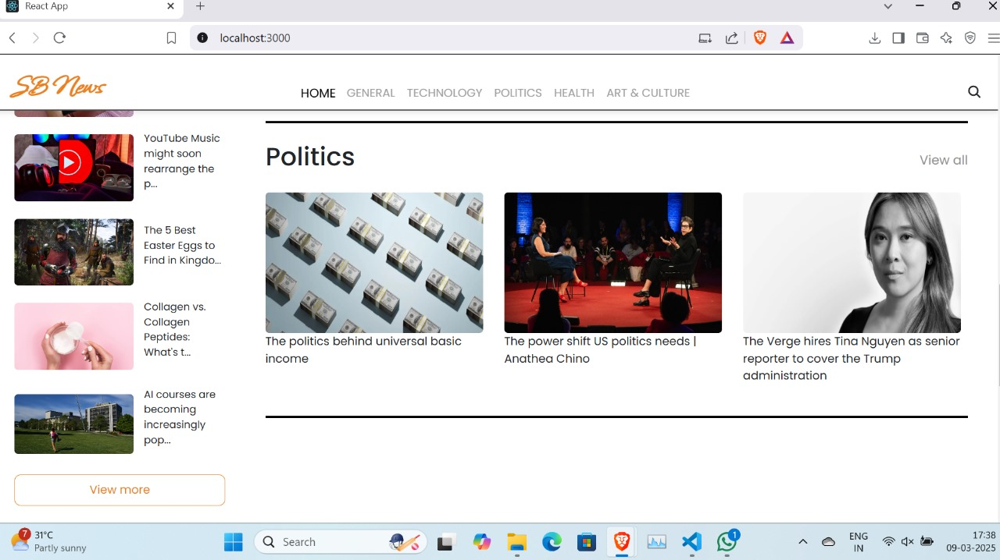 React App
localhost:3000
SB News
HOME GENERAL TECHNOLOGY POLITICS HEALTH ART & CULTURE
YouTube Music
might soon
rearrange the
p...
The 5 Best
Easter Eggs to
Find in Kingdo...
Collagen vs.
Collagen
Peptides:
What's t...
AI courses are
becoming
increasingly
pop...
View more
Politics
View all
The politics behind universal basic
income
The power shift US politics needs |
Anathea Chino
The Verge hires Tina Nguyen as senior
reporter to cover the Trump
administration
7
31°C
Partly sunny
Search
1
ENG
IN
17:38
09-03-2025